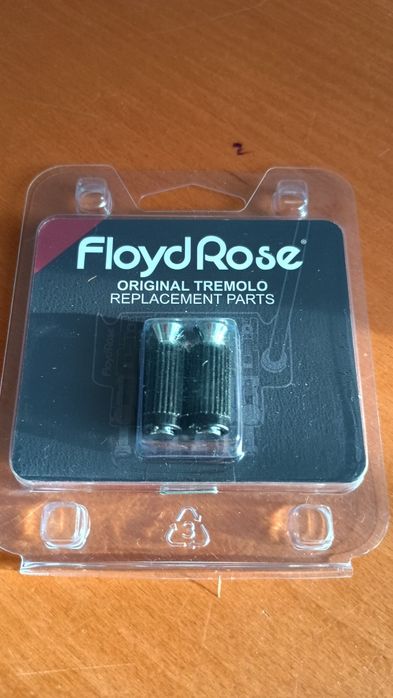 FloydRose®
ORIGINAL TREMOLO
REPLACEMENT PARTS
3